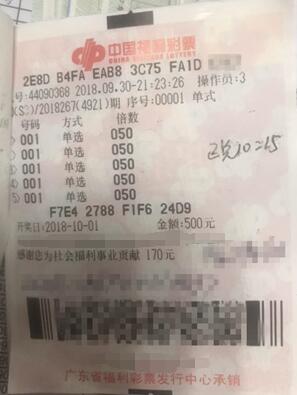 中国福利彩票
CHINA WELFARE LOTTERY
2E8D B4FA EAB8 3C75 FA1D
号:44090368 2018.09.30-21:23:26 操作员:3
2018267(4921)期 序号:00001 单式
号码 方式 倍数
001 单选 050
001 单选 050
001 单选 050
001 单选 050
001 单选 050
F7E4 2788 F1F6 24D9
开奖日:2018-10-01 金额:500元
感谢您为社会福利事业贡献 170元
广东省福利彩票发行中心承销